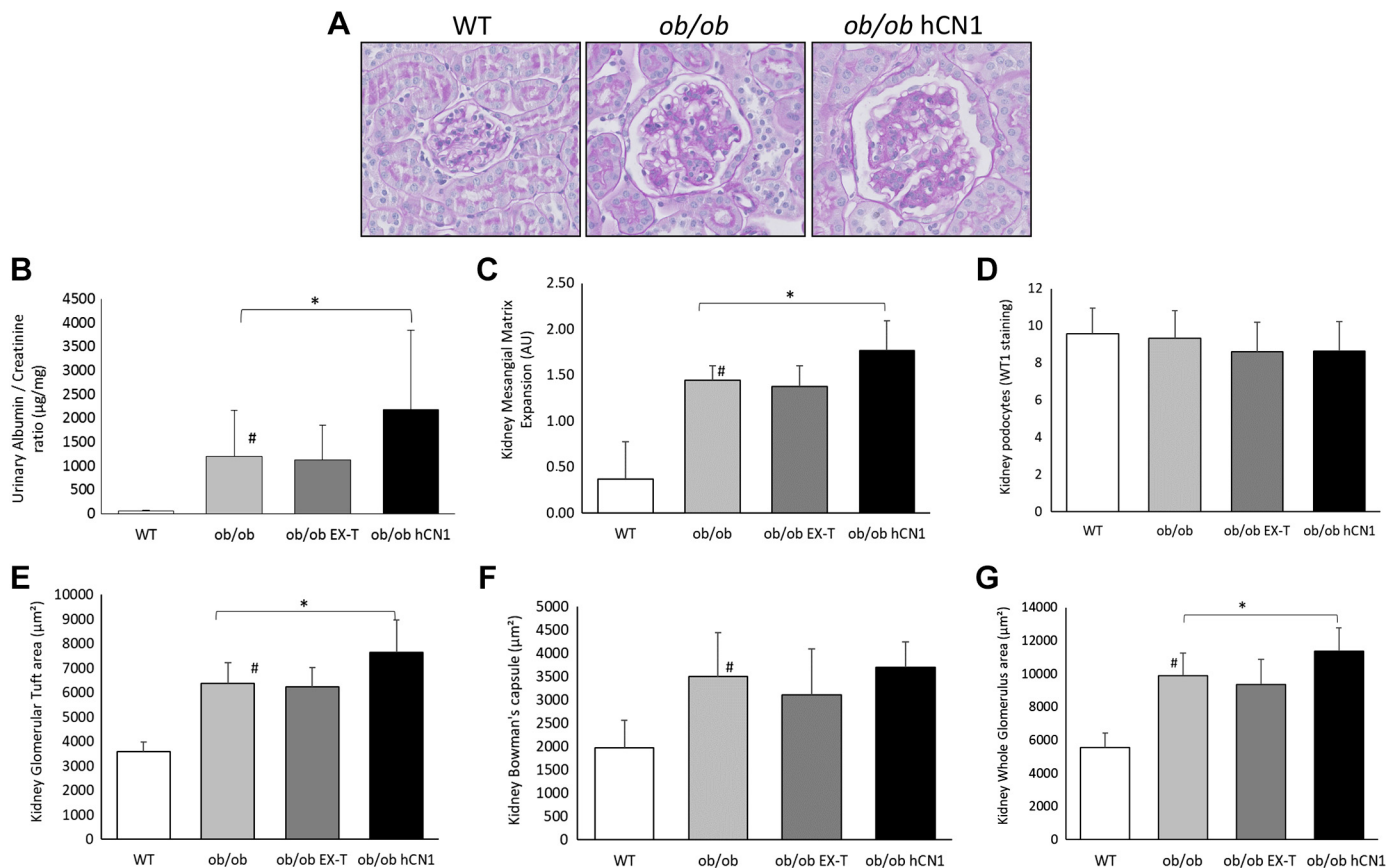 A
WT
ob/ob
ob/ob hCN1
B
Urinary Albumin / Creatinine
ratio (µg/mg)
4500
4000
3500
3000
2500
2000
1500
1000
500
0
*
#
WT
ob/ob
ob/ob EX-T
ob/ob hCN1
C
Kidney Mesangial Matrix
Expansion (AU)
2.50
2.00
1.50
1.00
0.50
0.00
*
#
WT
ob/ob
ob/ob EX-T
ob/ob hCN1
D
Kidney podocytes (WT1 staining)
12
10
8
6
4
2
0
WT
ob/ob
ob/ob EX-T
ob/ob hCN1
E
Kidney Glomerular Tuft area (µm²)
10000
9000
8000
7000
6000
5000
4000
3000
2000
1000
0
*
#
WT
ob/ob
ob/ob EX-T
ob/ob hCN1
F
Kidney Bowman's capsule (µm²)
5000
4500
4000
3500
3000
2500
2000
1500
1000
500
0
#
WT
ob/ob
ob/ob EX-T
ob/ob hCN1
G
Kidney Whole Glomerulus area (µm²)
14000
12000
10000
8000
6000
4000
2000
0
*
#
WT
ob/ob
ob/ob EX-T
ob/ob hCN1